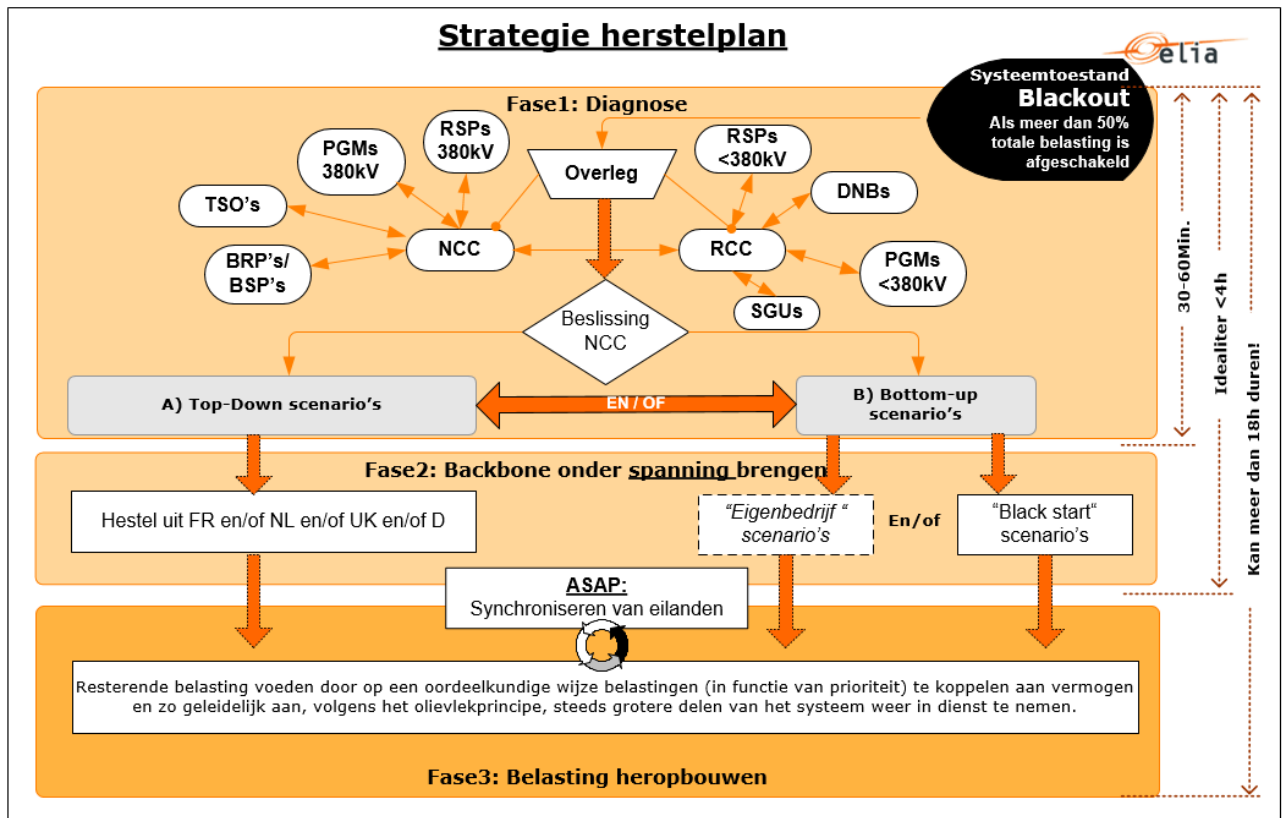 Strategie herstelplan
elia
Systeemtoestand
Blackout
Als meer dan 50%
totale belasting is
afgeschakeld
Fase1: Diagnose
PGMs
380kV
RSPs
380kV
Overleg
RSPs
<380kV
DNBs
TSO's
NCC
RCC
BRP's/
BSP's
PGMs
<380kV
SGUs
Beslissing
NCC
A) Top-Down scenario's
EN / OF
B) Bottom-up
scenario's
30-60Min.
Idealiter <4h
Kan meer dan 18h duren!
Fase2: Backbone onder spanning brengen
Hestel uit FR en/of NL en/of UK en/of D
"Eigenbedrijf "
scenario's
En/of
"Black start"
scenario's
ASAP:
Synchroniseren van eilanden
Resterende belasting voeden door op een oordeelkundige wijze belastingen (in functie van prioriteit) te koppelen aan vermogen
en zo geleidelijk aan, volgens het olievlekprincipe, steeds grotere delen van het systeem weer in dienst te nemen.
Fase3: Belasting heropbouwen